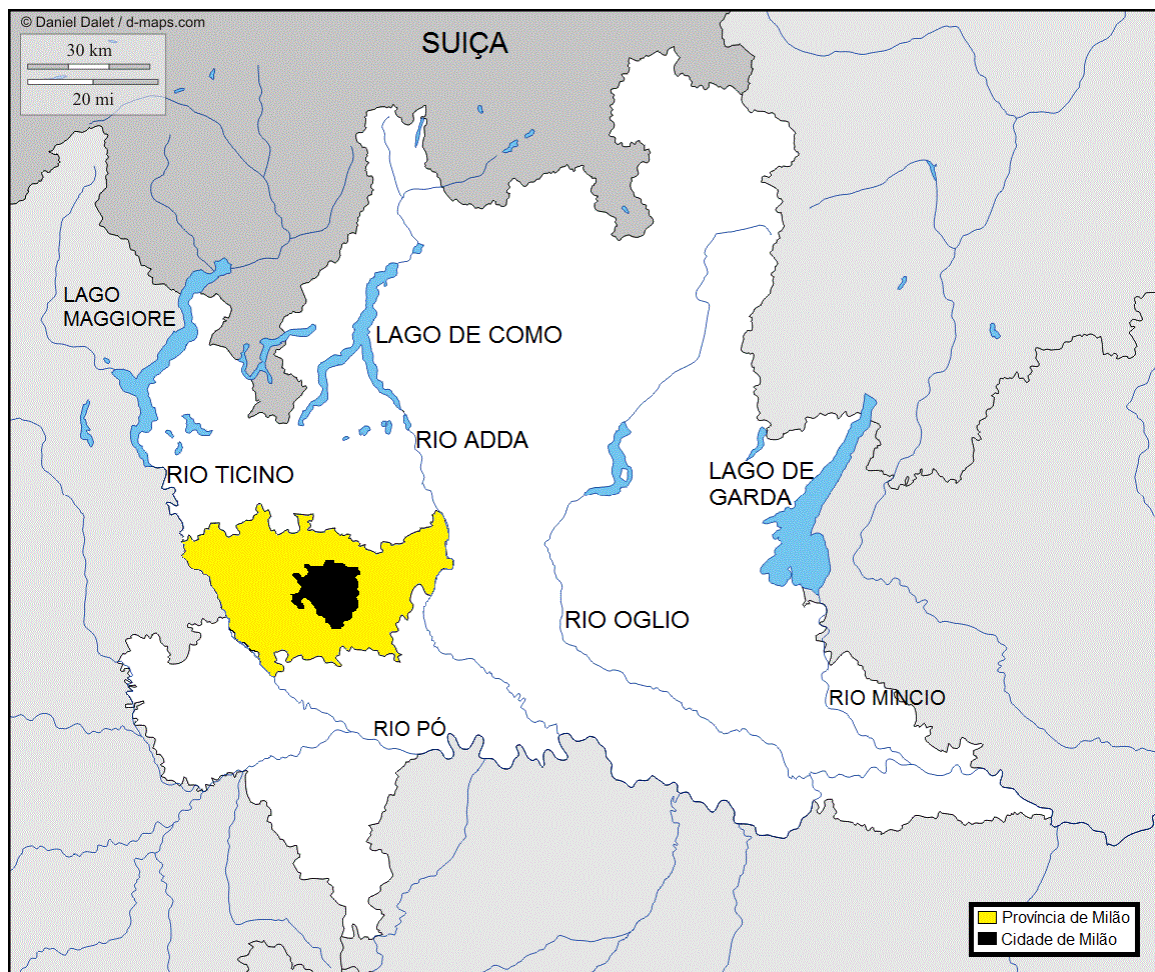 © Daniel Dalet / d-maps.com
30 km
20 mi
SUIÇA
LAGO
MAGGIORE
LAGO DE COMO
RIO ADDA
RIO TICINO
LAGO DE
GARDA
RIO OGLIO
RIO MINCIO
RIO PÓ
Província de Milão
Cidade de Milão